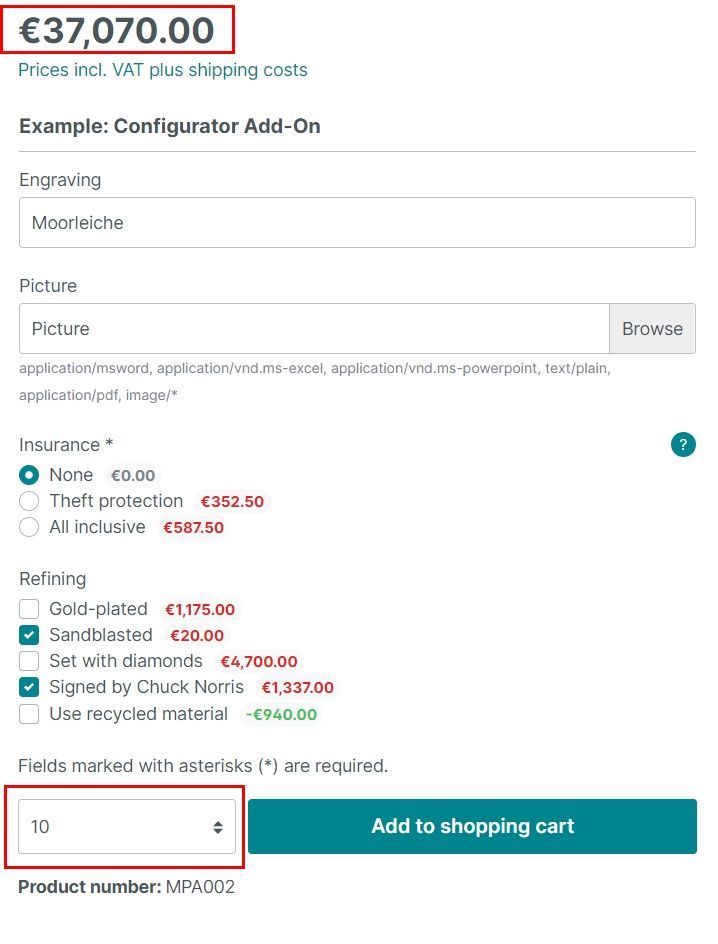 €37,070.00
Prices incl. VAT plus shipping costs
Example: Configurator Add-On
Engraving
Moorleiche
Picture
Picture Browse
application/msword, application/vnd.ms-excel, application/vnd.ms-powerpoint, text/plain,
application/pdf, image/*
Insurance * ?
None €0.00
Theft protection €352.50
All inclusive €587.50
Refining
Gold-plated €1,175.00
Sandblasted €20.00
Set with diamonds €4,700.00
Signed by Chuck Norris €1,337.00
Use recycled material -€940.00
Fields marked with asterisks (*) are required.
10 Add to shopping cart
Product number: MPA002